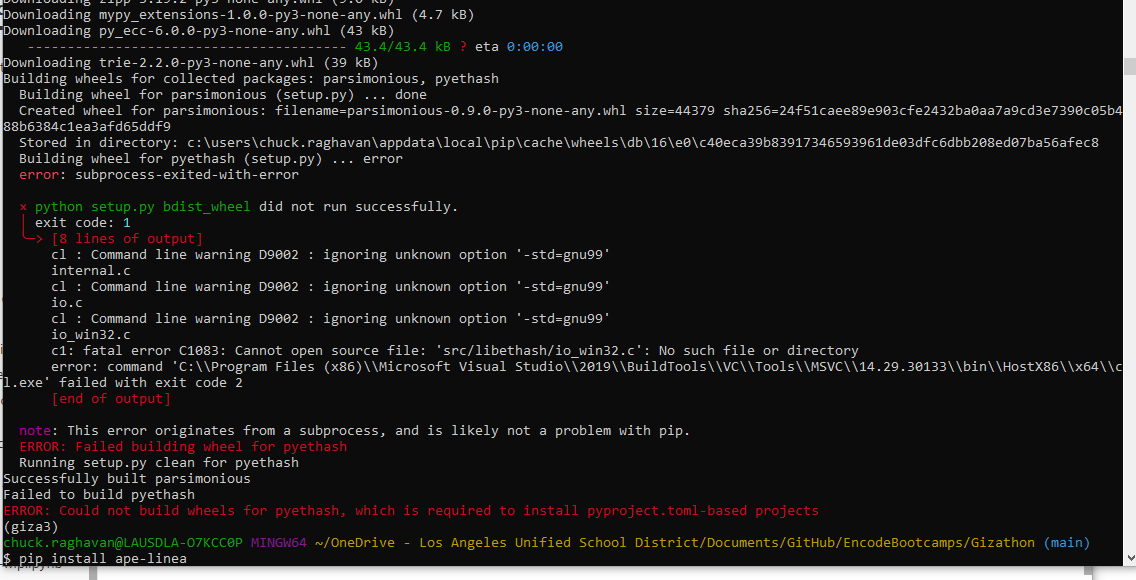 Downloading zipp-3.19.2-py3-none-any.whl (9.0 kB)
Downloading mypy_extensions-1.0.0-py3-none-any.whl (4.7 kB)
Downloading py_ecc-6.0.0-py3-none-any.whl (43 kB)
---------------------------------------- 43.4/43.4 kB ? eta 0:00:00
Downloading trie-2.2.0-py3-none-any.whl (39 kB)
Building wheels for collected packages: parsimonious, pyethash
Building wheel for parsimonious (setup.py) ... done
Created wheel for parsimonious: filename=parsimonious-0.9.0-py3-none-any.whl size=44379 sha256=24f51caee89e903cfe2432ba0aa7a9cd3e7390c05b4
88b6384c1ea3afd65ddf9
Stored in directory: c:\users\chuck.raghavan\appdata\local\pip\cache\wheels\db\16\e0\c40eca39b83917346593961de03dfc6dbb208ed07ba56afec8
Building wheel for pyethash (setup.py) ... error
error: subprocess-exited-with-error
× python setup.py bdist_wheel did not run successfully.
│ exit code: 1
╰─> [8 lines of output]
cl : Command line warning D9002 : ignoring unknown option '-std=gnu99'
internal.c
cl : Command line warning D9002 : ignoring unknown option '-std=gnu99'
io.c
cl : Command line warning D9002 : ignoring unknown option '-std=gnu99'
io_win32.c
c1: fatal error C1083: Cannot open source file: 'src/libethash/io_win32.c': No such file or directory
error: command 'C:\\Program Files (x86)\\Microsoft Visual Studio\\2019\\BuildTools\\VC\\Tools\\MSVC\\14.29.30133\\bin\\HostX86\\x64\\c
l.exe' failed with exit code 2
[end of output]
note: This error originates from a subprocess, and is likely not a problem with pip.
ERROR: Failed building wheel for pyethash
Running setup.py clean for pyethash
Successfully built parsimonious
Failed to build pyethash
ERROR: Could not build wheels for pyethash, which is required to install pyproject.toml-based projects
(giza3)
chuck.raghavan@LAUSDLA-O7KCC0P MINGW64 ~/OneDrive - Los Angeles Unified School District/Documents/GitHub/EncodeBootcamps/Gizathon (main)
$ pip install ape-linea